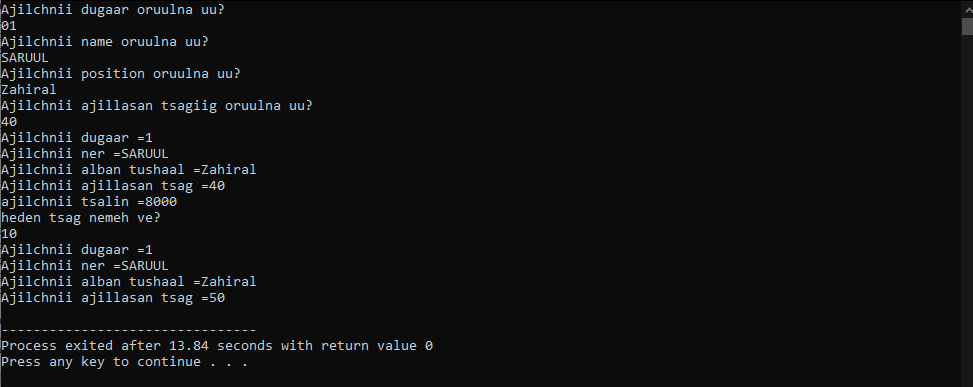 Ajilchnii dugaar oruulna uu?
01
Ajilchnii name oruulna uu?
SARUUL
Ajilchnii position oruulna uu?
Zahiral
Ajilchnii ajillasan tsagiig oruulna uu?
40
Ajilchnii dugaar =1
Ajilchnii ner =SARUUL
Ajilchnii alban tushaal =Zahiral
Ajilchnii ajillasan tsag =40
ajilchnii tsalin =8000
heden tsag nemeh ve?
10
Ajilchnii dugaar =1
Ajilchnii ner =SARUUL
Ajilchnii alban tushaal =Zahiral
Ajilchnii ajillasan tsag =50
--------------------------------
Process exited after 13.84 seconds with return value 0
Press any key to continue . . .